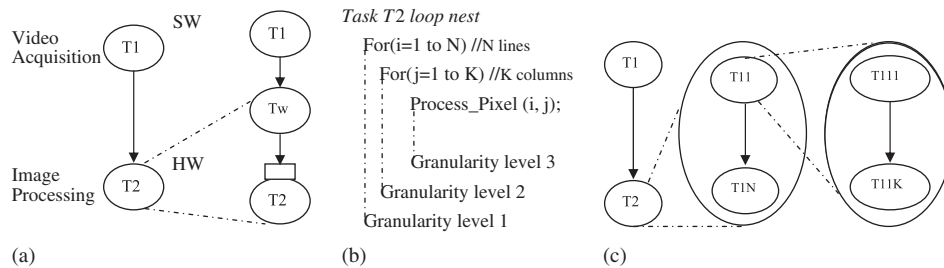 Video
Acquisition
SW
T1
T1
Tw
HW
Image
Processing
T2
T2
(a)
Task T2 loop nest
For(i=1 to N) //N lines
For(j=1 to K) //K columns
Process_Pixel (i, j);
Granularity level 3
Granularity level 2
Granularity level 1
(b)
T1
T11
T111
T2
T1N
T11K
(c)